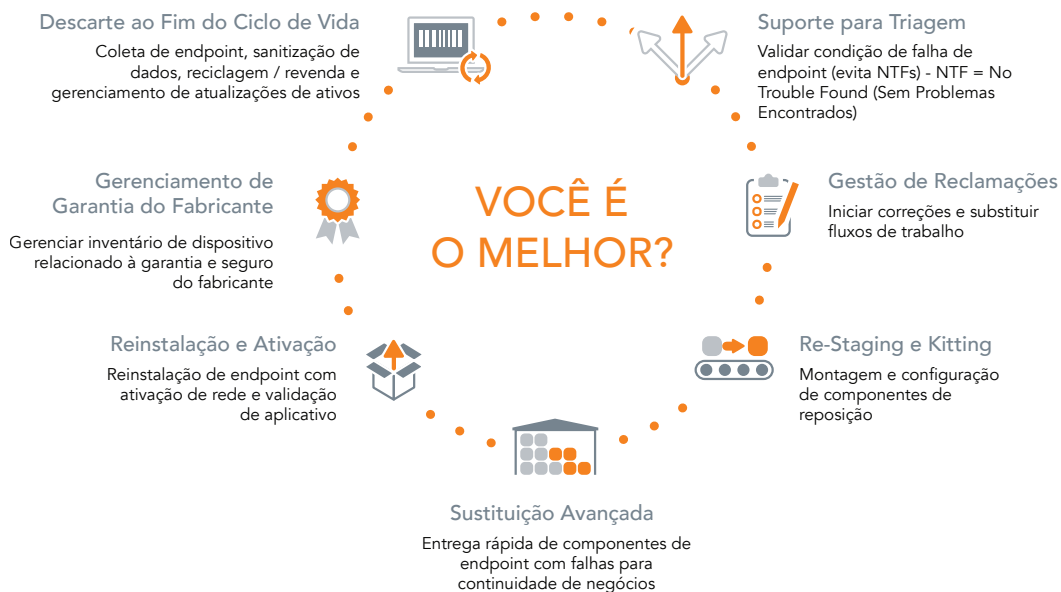 Descarte ao Fim do Ciclo de Vida
Coleta de endpoint, sanitização de
dados, reciclagem / revenda e
gerenciamento de atualizações de ativos
Suporte para Triagem
Validar condição de falha de
endpoint (evita NTFs) - NTF = No
Trouble Found (Sem Problemas
Encontrados)
Gerenciamento de
Garantia do Fabricante
Gerenciar inventário de dispositivo
relacionado à garantia e seguro
do fabricante
VOCÊ É
O MELHOR?
Gestão de Reclamações
Iniciar correções e substituir
fluxos de trabalho
Reinstalação e Ativação
Reinstalação de endpoint com
ativação de rede e validação
de aplicativo
Re-Staging e Kitting
Montagem e configuração
de componentes de
reposição
Sustituição Avançada
Entrega rápida de componentes de
endpoint com falhas para
continuidade de negócios